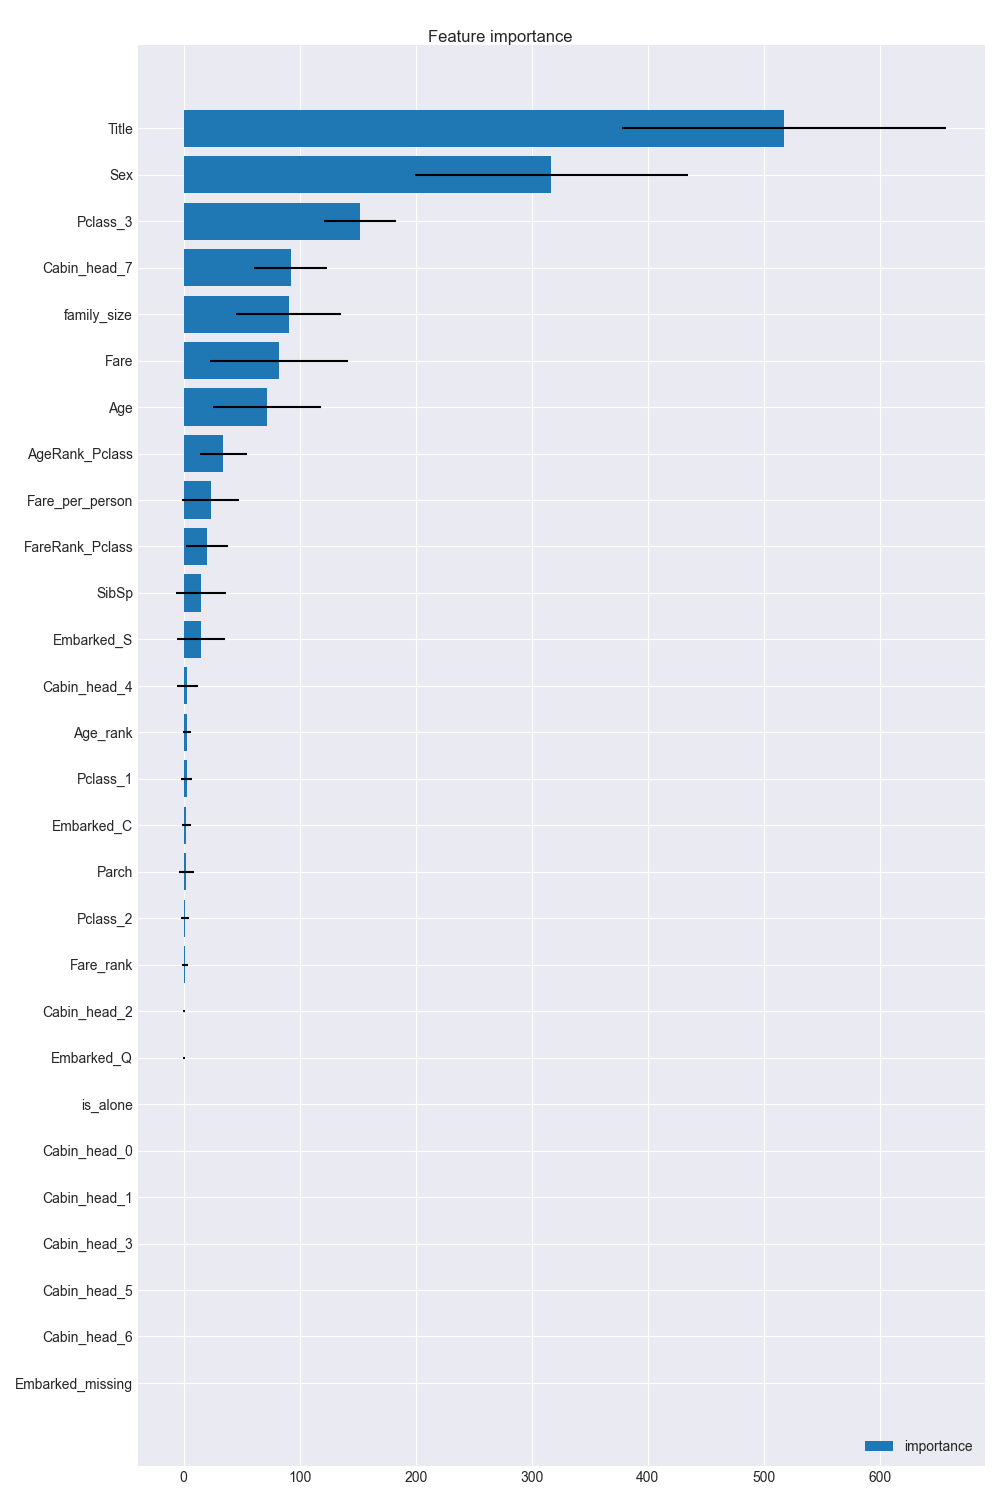 Feature importance
Title
Sex
Pclass_3
Cabin_head_7
family_size
Fare
Age
AgeRank_Pclass
Fare_per_person
FareRank_Pclass
SibSp
Embarked_S
Cabin_head_4
Age_rank
Pclass_1
Embarked_C
Parch
Pclass_2
Fare_rank
Cabin_head_2
Embarked_Q
is_alone
Cabin_head_0
Cabin_head_1
Cabin_head_3
Cabin_head_5
Cabin_head_6
Embarked_missing
importance
0 100 200 300 400 500 600